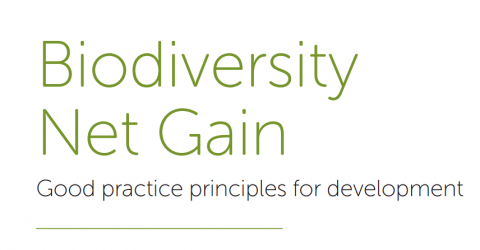 Biodiversity
Net Gain
Good practice principles for development